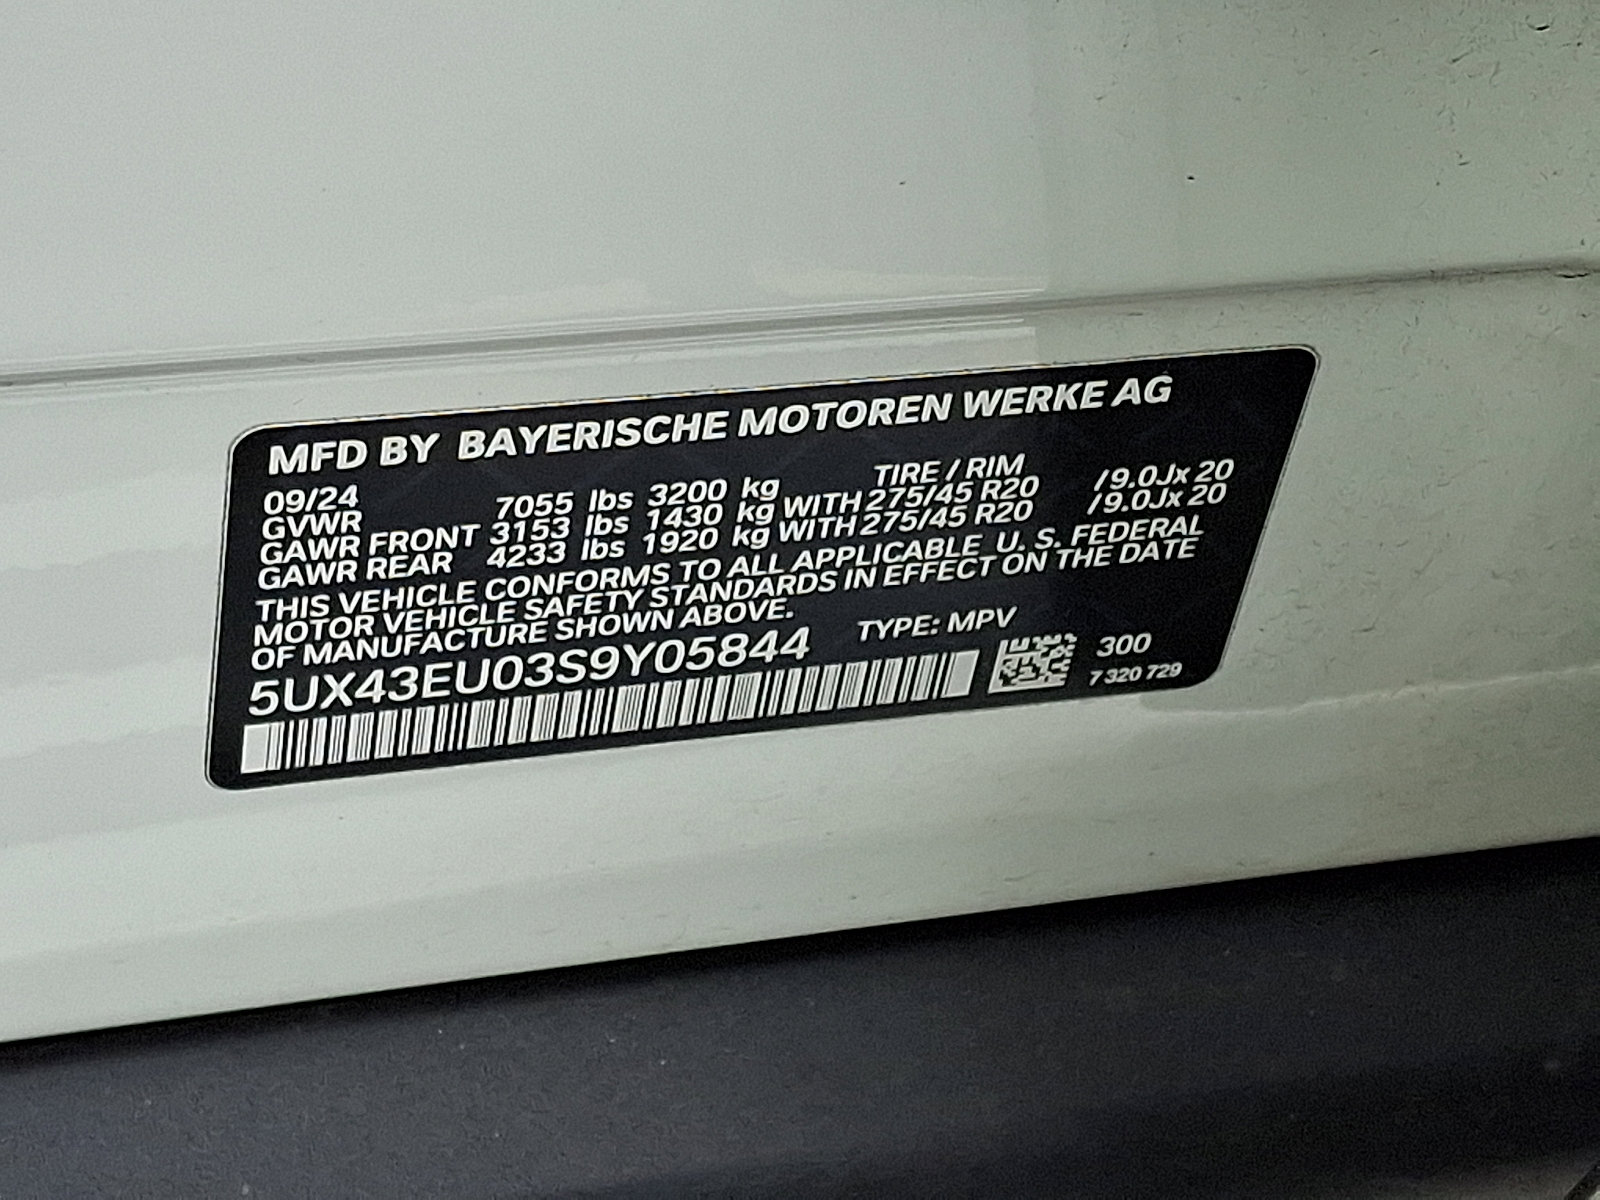 MFD BY BAYERISCHE MOTOREN WERKE AG
09/24 TIRE / RIM
GVWR 7055 lbs 3200 kg
GAWR FRONT 3153 lbs 1430 kg WITH 275/45 R20 /9.0Jx 20
GAWR REAR 4233 lbs 1920 kg WITH 275/45 R20 /9.0Jx 20
THIS VEHICLE CONFORMS TO ALL APPLICABLE U. S. FEDERAL
MOTOR VEHICLE SAFETY STANDARDS IN EFFECT ON THE DATE
OF MANUFACTURE SHOWN ABOVE.
5UX43EU03S9Y05844 TYPE: MPV
300
7 320 729